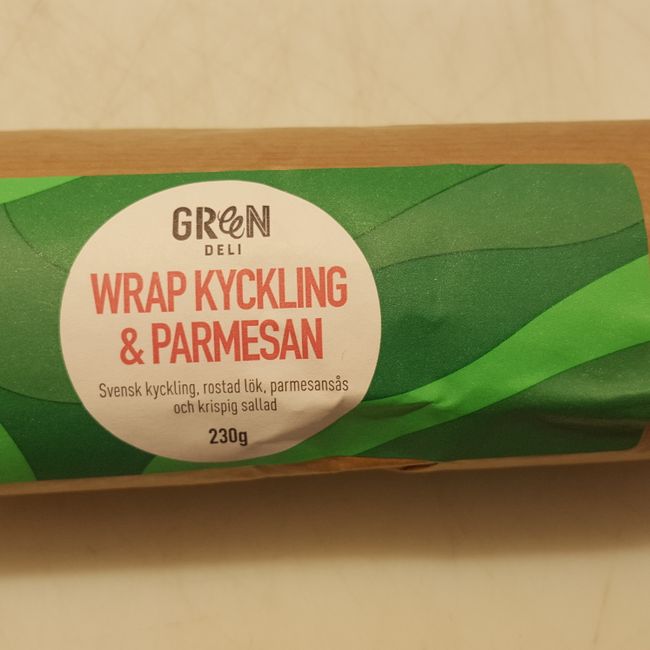 GREEN
DELI
WRAP KYCKLING
& PARMESAN
Svensk kyckling, rostad lök, parmesansås
och krispig sallad
230g